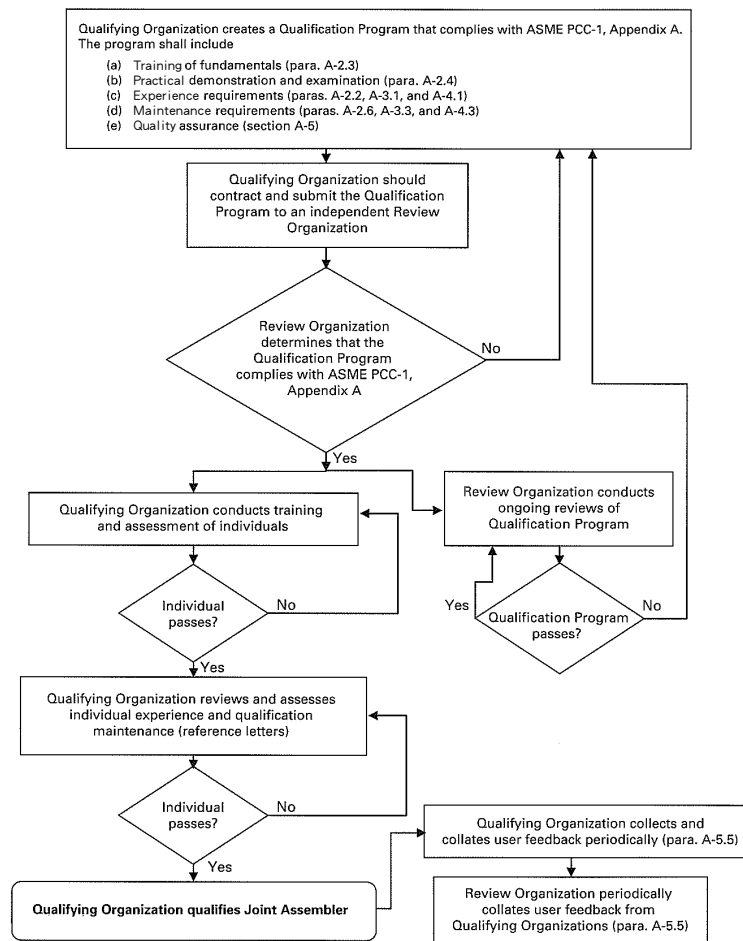 Qualifying Organization creates a Qualification Program that complies with ASME PCC-1, Appendix A.
The program shall include
(a) Training of fundamentals (para. A-2.3)
(b) Practical demonstration and examination (para. A-2.4)
(c) Experience requirements (paras. A-2.2, A-3.1, and A-4.1)
(d) Maintenance requirements (paras. A-2.6, A-3.3, and A-4.3)
(e) Quality assurance (section A-5)
Qualifying Organization should
contract and submit the Qualification
Program to an independent Review
Organization
Review Organization
determines that the
Qualification Program
complies with ASME PCC-1,
Appendix A
No
Yes
Qualifying Organization conducts training
and assessment of individuals
Review Organization conducts
ongoing reviews of
Qualification Program
Individual
passes?
No
Yes
Yes
Qualification Program
passes?
No
Qualifying Organization reviews and assesses
individual experience and qualification
maintenance (reference letters)
Individual
passes?
No
Yes
Qualifying Organization qualifies Joint Assembler
Qualifying Organization collects and
collates user feedback periodically (para. A-5.5)
Review Organization periodically
collates user feedback from
Qualifying Organizations (para. A-5.5)